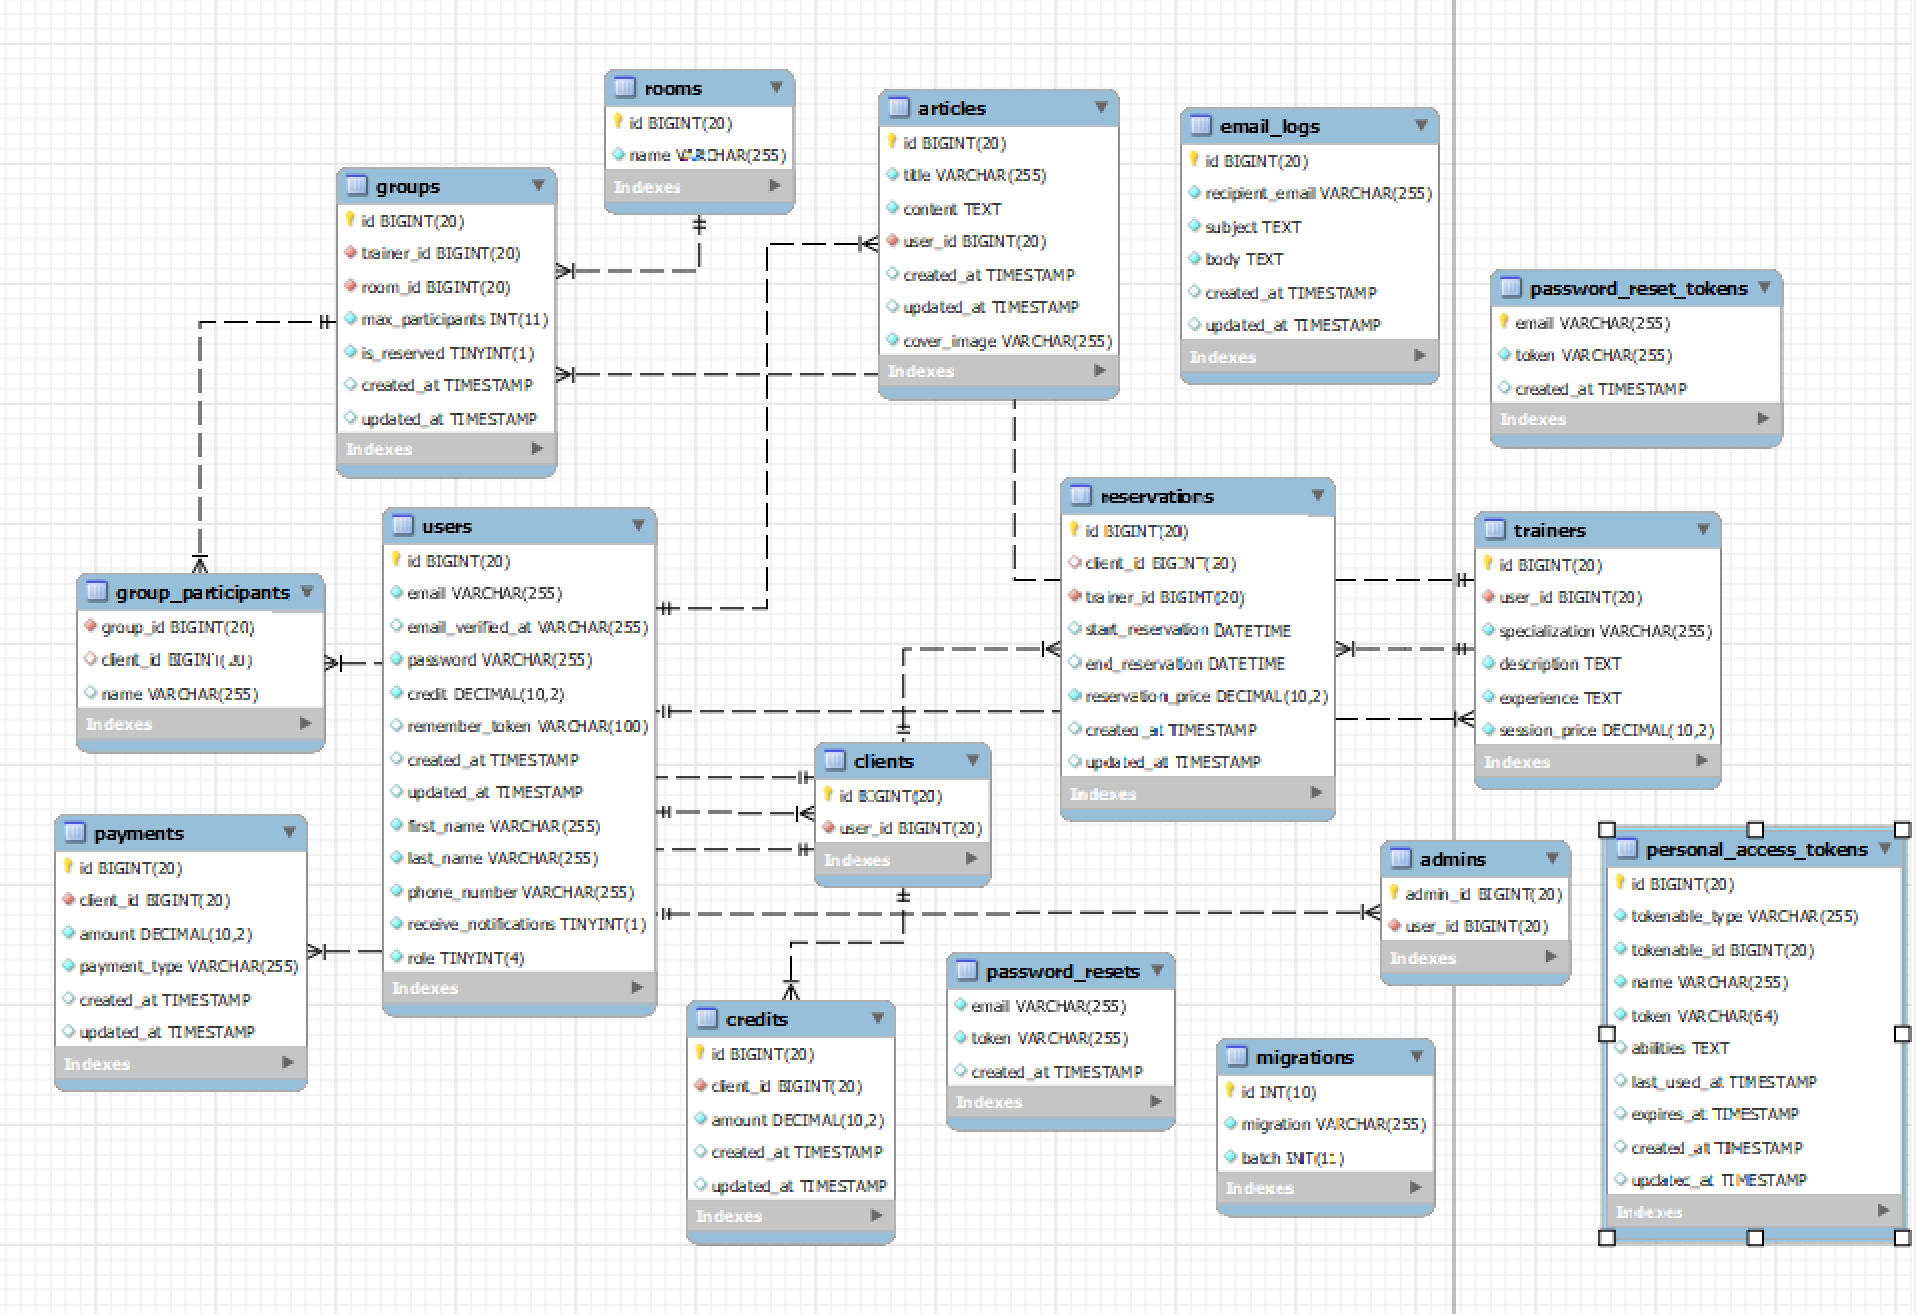 rooms
id BIGINT(20)
name VARCHAR(255)
Indexes
articles
id BIGINT(20)
title VARCHAR(255)
content TEXT
user_id BIGINT(20)
created_at TIMESTAMP
updated_at TIMESTAMP
cover_image VARCHAR(255)
Indexes
email_logs
id BIGINT(20)
recipient_email VARCHAR(255)
subject TEXT
body TEXT
created_at TIMESTAMP
updated_at TIMESTAMP
Indexes
groups
id BIGINT(20)
trainer_id BIGINT(20)
room_id BIGINT(20)
max_participants INT(11)
is_reserved TINYINT(1)
created_at TIMESTAMP
updated_at TIMESTAMP
Indexes
password_reset_tokens
email VARCHAR(255)
token VARCHAR(255)
created_at TIMESTAMP
Indexes
reservations
id BIGINT(20)
client_id BIGINT(20)
trainer_id BIGINT(20)
start_reservation DATETIME
end_reservation DATETIME
reservation_price DECIMAL(10,2)
created_at TIMESTAMP
updated_at TIMESTAMP
Indexes
trainers
id BIGINT(20)
user_id BIGINT(20)
specialization VARCHAR(255)
description TEXT
experience TEXT
session_price DECIMAL(10,2)
Indexes
users
id BIGINT(20)
email VARCHAR(255)
email_verified_at VARCHAR(255)
password VARCHAR(255)
credit DECIMAL(10,2)
remember_token VARCHAR(100)
created_at TIMESTAMP
updated_at TIMESTAMP
first_name VARCHAR(255)
last_name VARCHAR(255)
phone_number VARCHAR(255)
receive_notifications TINYINT(1)
role TINYINT(4)
Indexes
group_participants
group_id BIGINT(20)
client_id BIGINT(20)
name VARCHAR(255)
Indexes
clients
id BIGINT(20)
user_id BIGINT(20)
Indexes
payments
id BIGINT(20)
client_id BIGINT(20)
amount DECIMAL(10,2)
payment_type VARCHAR(255)
created_at TIMESTAMP
updated_at TIMESTAMP
Indexes
admins
admin_id BIGINT(20)
user_id BIGINT(20)
Indexes
personal_access_tokens
id BIGINT(20)
tokenable_type VARCHAR(255)
tokenable_id BIGINT(20)
name VARCHAR(255)
token VARCHAR(64)
abilities TEXT
last_used_at TIMESTAMP
expires_at TIMESTAMP
created_at TIMESTAMP
updated_at TIMESTAMP
Indexes
password_resets
email VARCHAR(255)
token VARCHAR(255)
created_at TIMESTAMP
Indexes
credits
id BIGINT(20)
client_id BIGINT(20)
amount DECIMAL(10,2)
created_at TIMESTAMP
updated_at TIMESTAMP
Indexes
migrations
id INT(10)
migration VARCHAR(255)
batch INT(11)
Indexes